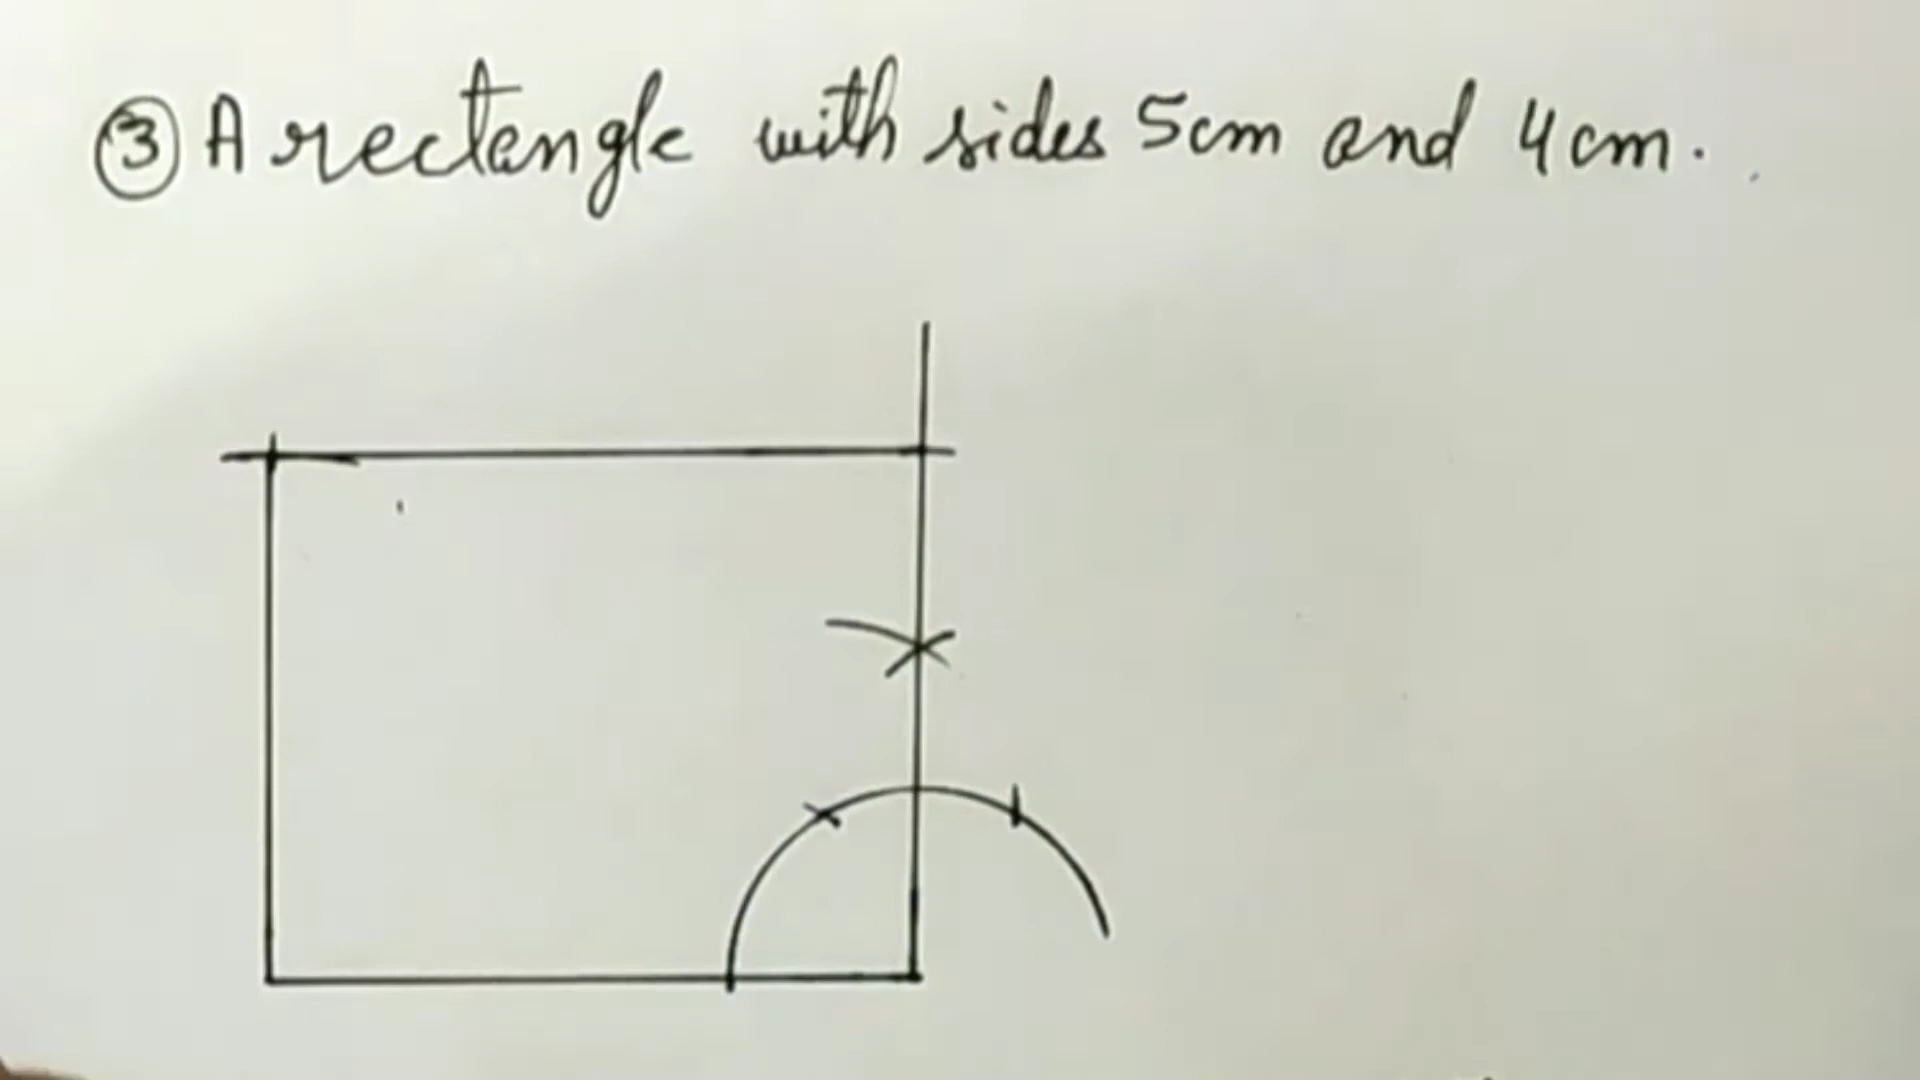 ③ A rectangle with sides 5cm and 4cm.